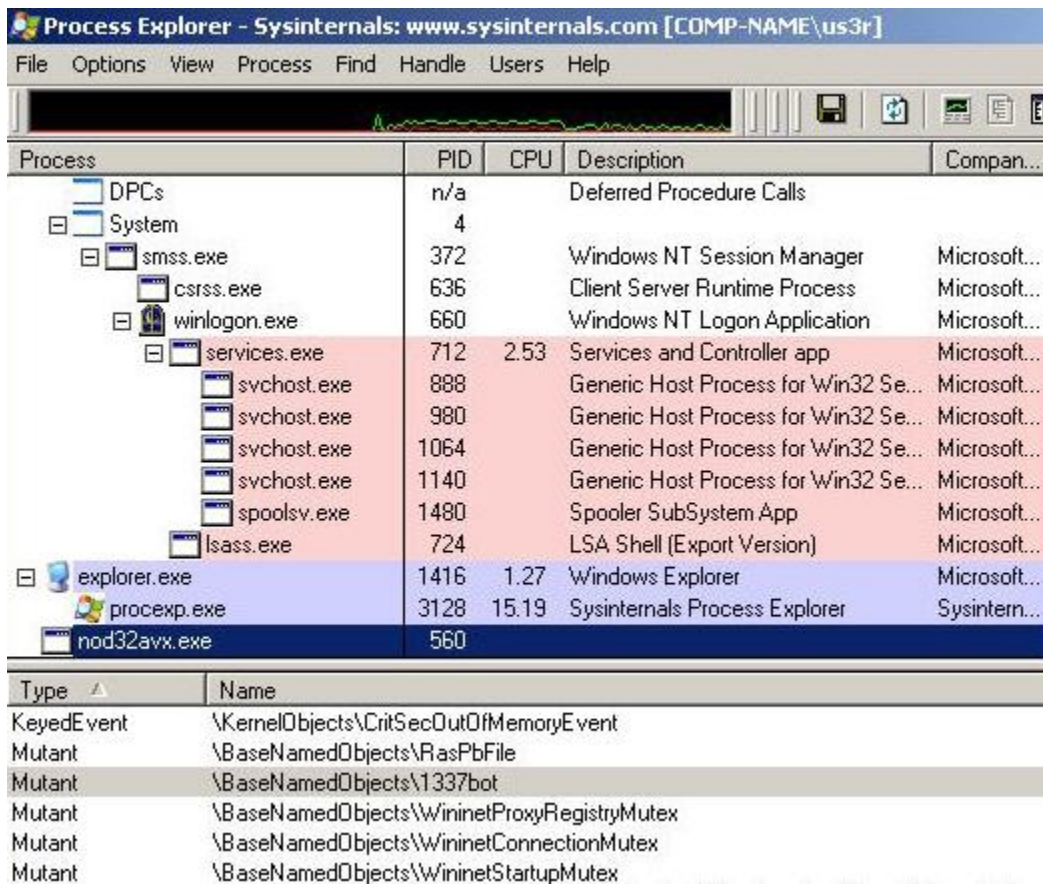 Process Explorer - Sysinternals: www.sysinternals.com [COMP-NAME\us3r]
File Options View Process Find Handle Users Help
Process PID CPU Description Compan...
DPCs n/a Deferred Procedure Calls
System 4
smss.exe 372 Windows NT Session Manager Microsoft...
csrss.exe 636 Client Server Runtime Process Microsoft...
winlogon.exe 660 Windows NT Logon Application Microsoft...
services.exe 712 2.53 Services and Controller app Microsoft...
svchost.exe 888 Generic Host Process for Win32 Se... Microsoft...
svchost.exe 980 Generic Host Process for Win32 Se... Microsoft...
svchost.exe 1064 Generic Host Process for Win32 Se... Microsoft...
svchost.exe 1140 Generic Host Process for Win32 Se... Microsoft...
spoolsv.exe 1480 Spooler SubSystem App Microsoft...
lsass.exe 724 LSA Shell (Export Version) Microsoft...
explorer.exe 1416 1.27 Windows Explorer Microsoft...
procexp.exe 3128 15.19 Sysinternals Process Explorer Sysintern...
nod32avx.exe 560
Type Name
KeyedEvent \KernelObjects\CritSecOutOfMemoryEvent
Mutant \BaseNamedObjects\RasPbFile
Mutant \BaseNamedObjects\1337bot
Mutant \BaseNamedObjects\WininetProxyRegistryMutex
Mutant \BaseNamedObjects\WininetConnectionMutex
Mutant \BaseNamedObjects\WininetStartupMutex